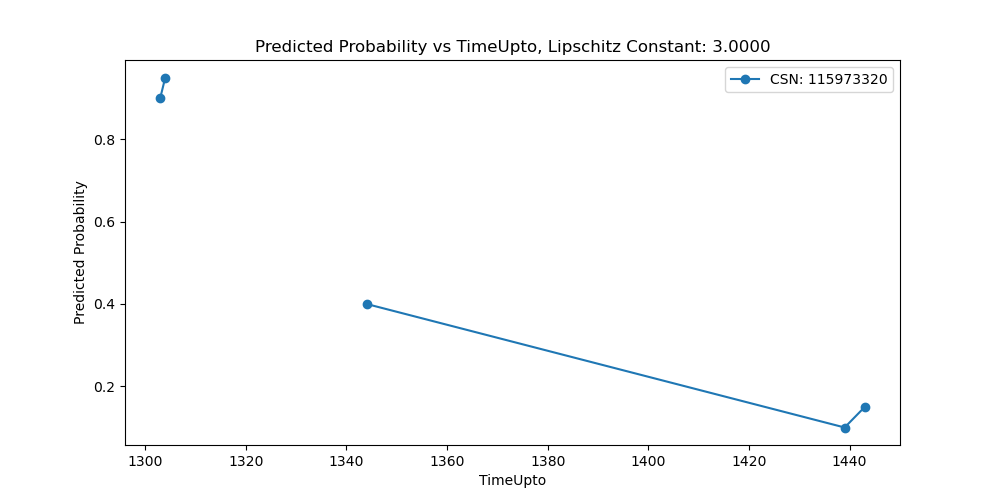 Predicted Probability vs TimeUpto, Lipschitz Constant: 3.0000
CSN: 115973320
Predicted Probability
0.8
0.6
0.4
0.2
1300 1320 1340 1360 1380 1400 1420 1440
TimeUpto